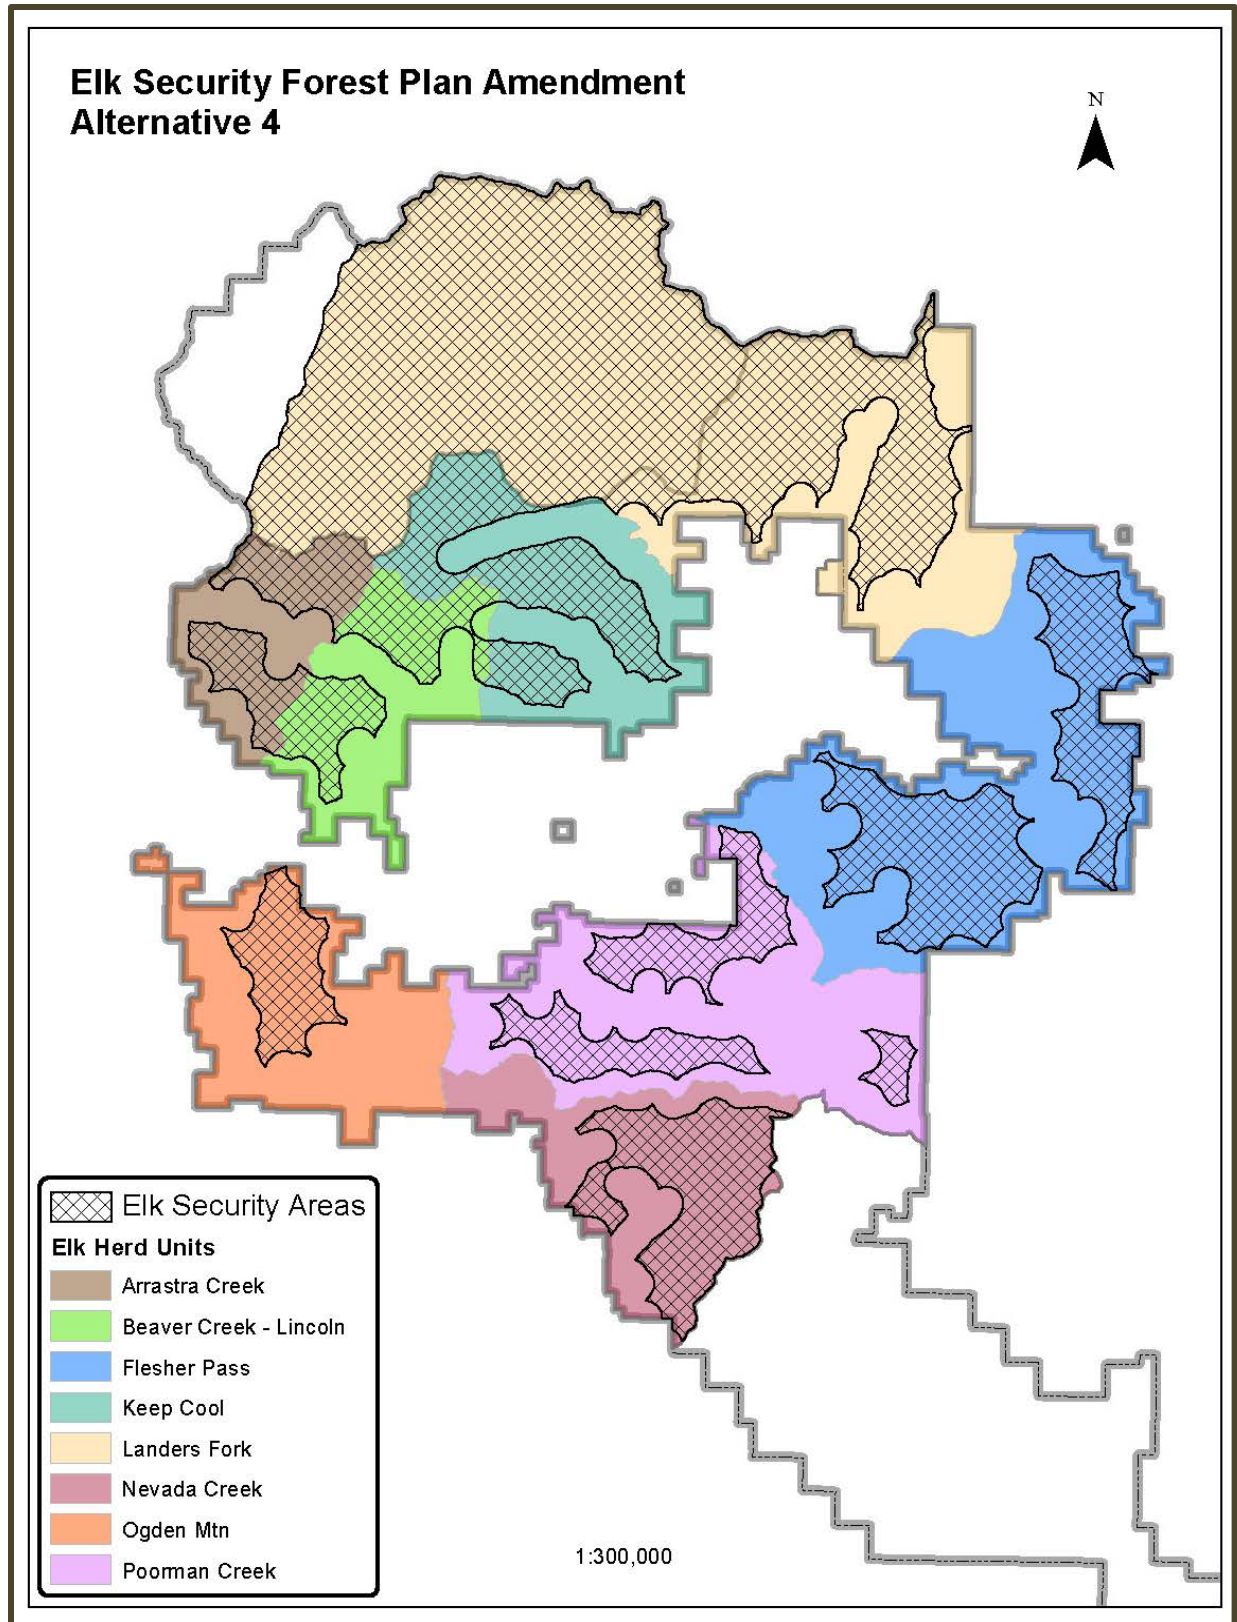 Elk Security Forest Plan Amendment
Alternative 4
N
Elk Security Areas
Elk Herd Units
Arrastra Creek
Beaver Creek - Lincoln
Flesher Pass
Keep Cool
Landers Fork
Nevada Creek
Ogden Mtn
Poorman Creek
1:300,000